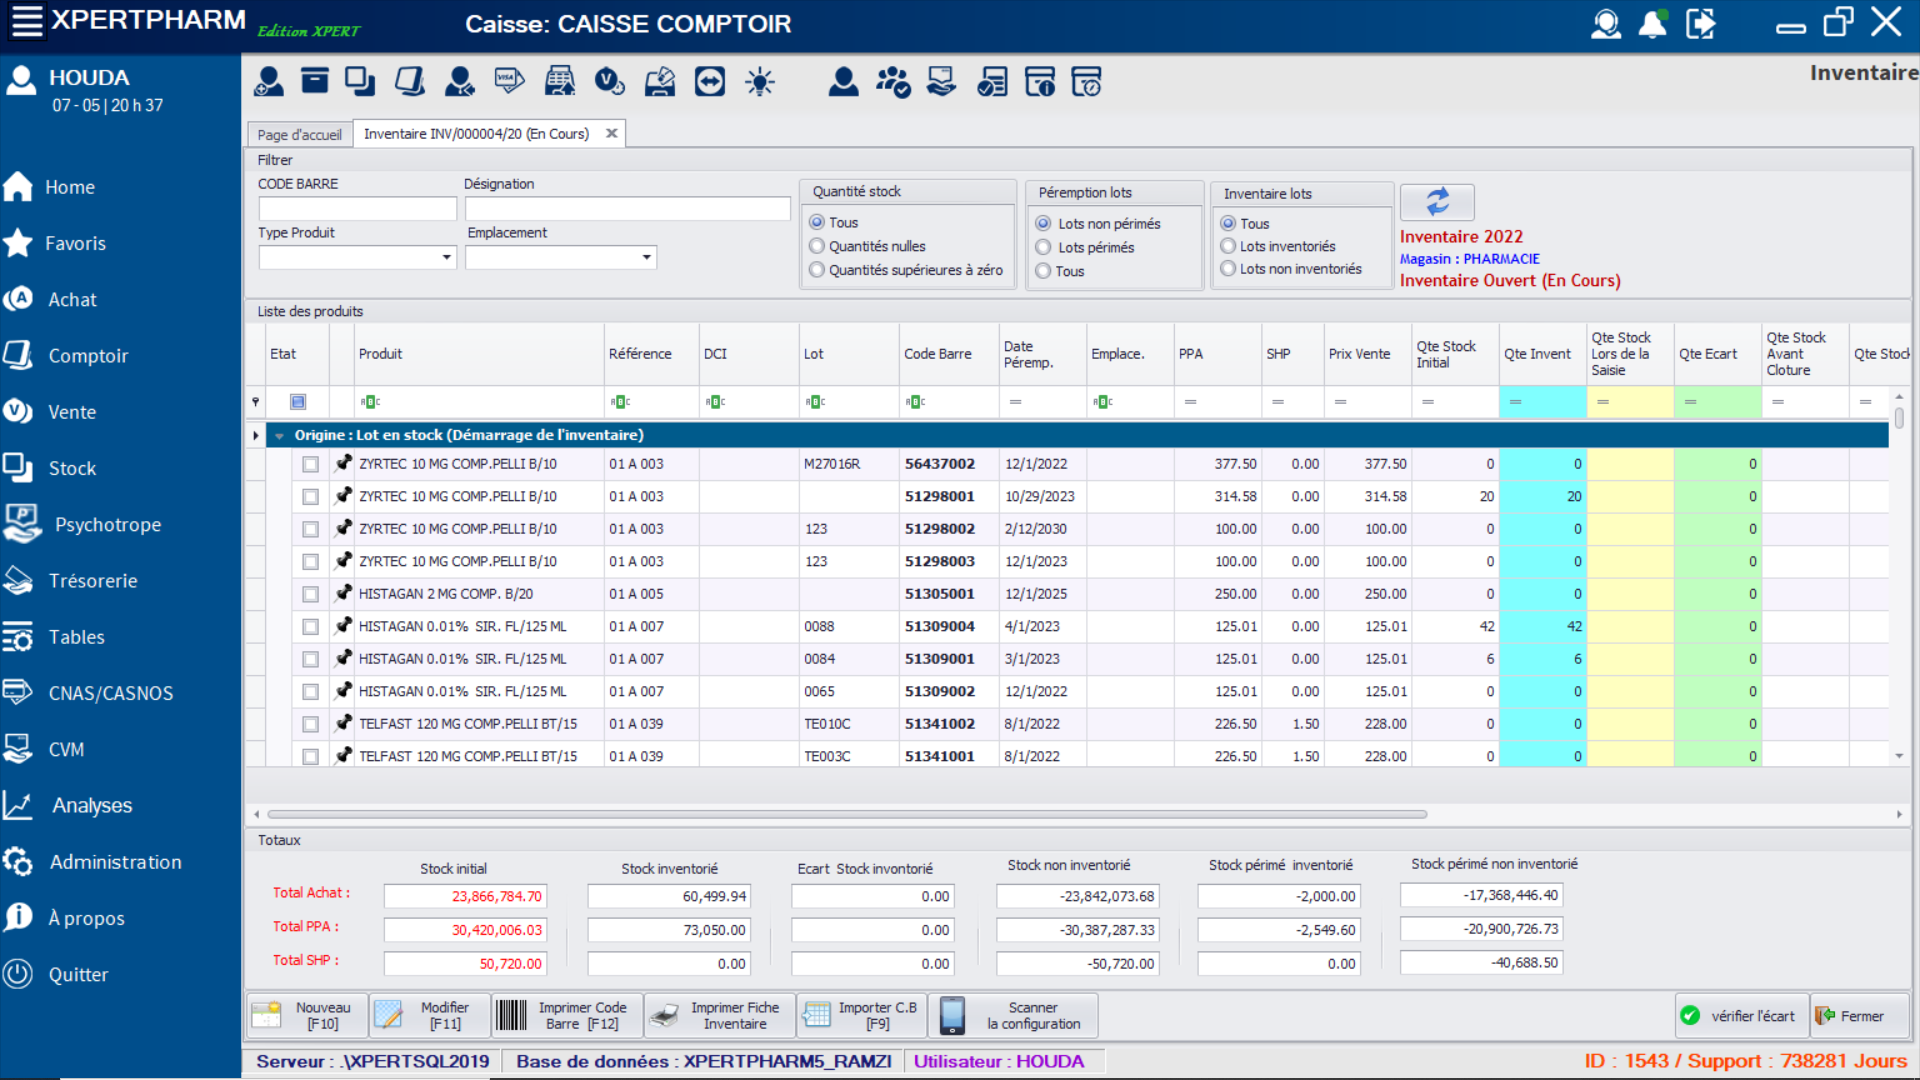 XPERTPHARM Edition XPERT Caisse: CAISSE COMPTOIR
HOUDA
07 - 05 | 20 h 37
Inventaire
Home
Favoris
Achat
Comptoir
Vente
Stock
Psychotrope
Trésorerie
Tables
CNAS/CASNOS
CVM
Analyses
Administration
À propos
Quitter
Page d'accueil Inventaire INV/000004/20 (En Cours)
Filtrer
CODE BARRE Désignation
Type Produit Emplacement
Quantité stock
Tous
Quantités nulles
Quantités supérieures à zéro
Péremption lots
Lots non périmés
Lots périmés
Tous
Inventaire lots
Tous
Lots inventoriés
Lots non inventoriés
Inventaire 2022
Magasin : PHARMACIE
Inventaire Ouvert (En Cours)
Liste des produits
Etat Produit Référence DCI Lot Code Barre Date Péremp. Emplace. PPA SHP Prix Vente Qte Stock Initial Qte Invent Qte Stock Lors de la Saisie Qte Ecart Qte Stock Avant Cloture Qte Stock
ABC ABC ABC ABC ABC = ABC = = = = = = = = =
Origine : Lot en stock (Démarrage de l'inventaire)
ZYRTEC 10 MG COMP.PELLI B/10 01 A 003 M27016R 56437002 12/1/2022 377.50 0.00 377.50 0 0 0
ZYRTEC 10 MG COMP.PELLI B/10 01 A 003 51298001 10/29/2023 314.58 0.00 314.58 20 20 0
ZYRTEC 10 MG COMP.PELLI B/10 01 A 003 123 51298002 2/12/2030 100.00 0.00 100.00 0 0 0
ZYRTEC 10 MG COMP.PELLI B/10 01 A 003 123 51298003 12/1/2023 100.00 0.00 100.00 0 0 0
HISTAGAN 2 MG COMP. B/20 01 A 005 51305001 12/1/2025 250.00 0.00 250.00 0 0 0
HISTAGAN 0.01% SIR. FL/125 ML 01 A 007 0088 51309004 4/1/2023 125.01 0.00 125.01 42 42 0
HISTAGAN 0.01% SIR. FL/125 ML 01 A 007 0084 51309001 3/1/2023 125.01 0.00 125.01 6 6 0
HISTAGAN 0.01% SIR. FL/125 ML 01 A 007 0065 51309002 12/1/2022 125.01 0.00 125.01 0 0 0
TELFAST 120 MG COMP.PELLI BT/15 01 A 039 TE010C 51341002 8/1/2022 226.50 1.50 228.00 0 0 0
TELFAST 120 MG COMP.PELLI BT/15 01 A 039 TE003C 51341001 8/1/2022 226.50 1.50 228.00 0 0 0
Totaux
Stock initial Stock inventorié Ecart Stock invontorié Stock non inventorié Stock périmé inventorié Stock périmé non inventorié
Total Achat : 23,866,784.70 60,499.94 0.00 -23,842,073.68 -2,000.00 -17,368,446.40
Total PPA : 30,420,006.03 73,050.00 0.00 -30,387,287.33 -2,549.60 -20,900,726.73
Total SHP : 50,720.00 0.00 0.00 -50,720.00 0.00 -40,688.50
Nouveau [F10] Modifier [F11] Imprimer Code Barre [F12] Imprimer Fiche Inventaire Importer C.B [F9] Scanner la configuration vérifier l'écart Fermer
Serveur : .\XPERTSQL2019 Base de données : XPERTPHARM5_RAMZI Utilisateur : HOUDA ID : 1543 / Support : 738281 Jours